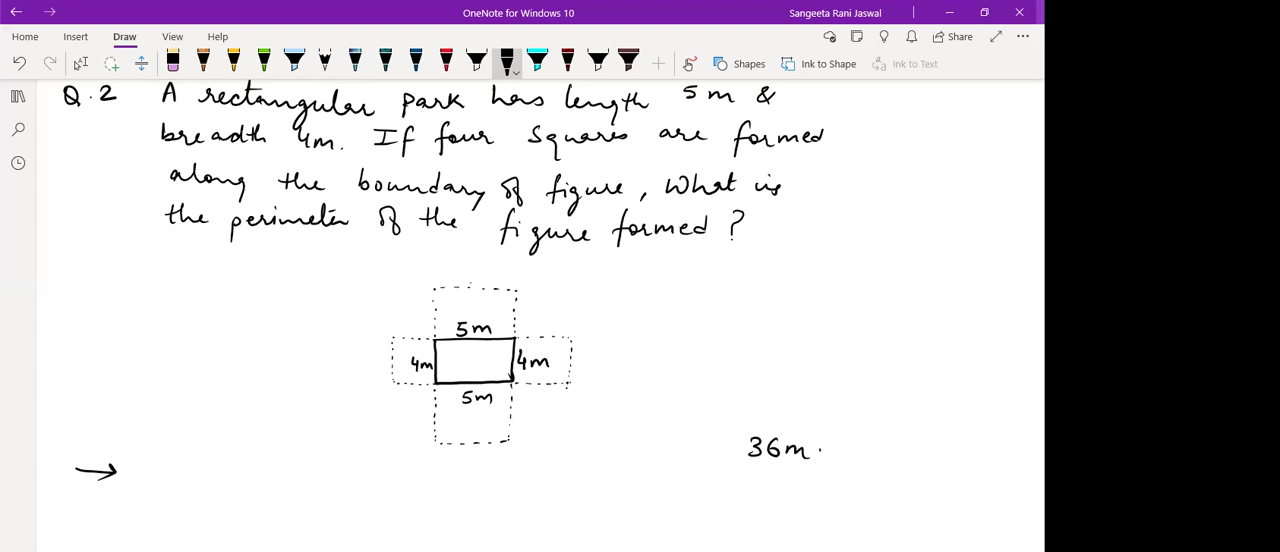 OneNote for Windows 10
Sangeeta Rani Jaswal
Home Insert Draw View Help
Share
Shapes Ink to Shape Ink to Text
Q.2 A rectangular park has length 5m &
breadth 4m. If four squares are formed
along the boundary of figure, What is
the perimeter of the figure formed?
5m
4m 4m
5m
36m.